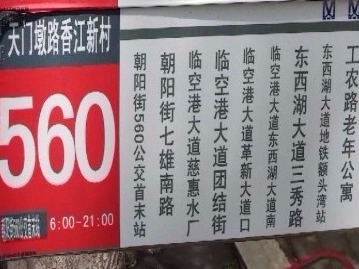 天门墩路香江新村
560
6:00-21:00
朝阳街560公交首末站
朝阳街七雄南路
临空港大道慈惠水厂
临空港大道团结街
临空港大道革新大道口
临空港大道东西湖大道南
东西湖大道三秀路
东西湖大道地铁额头湾站
工农路老年公寓